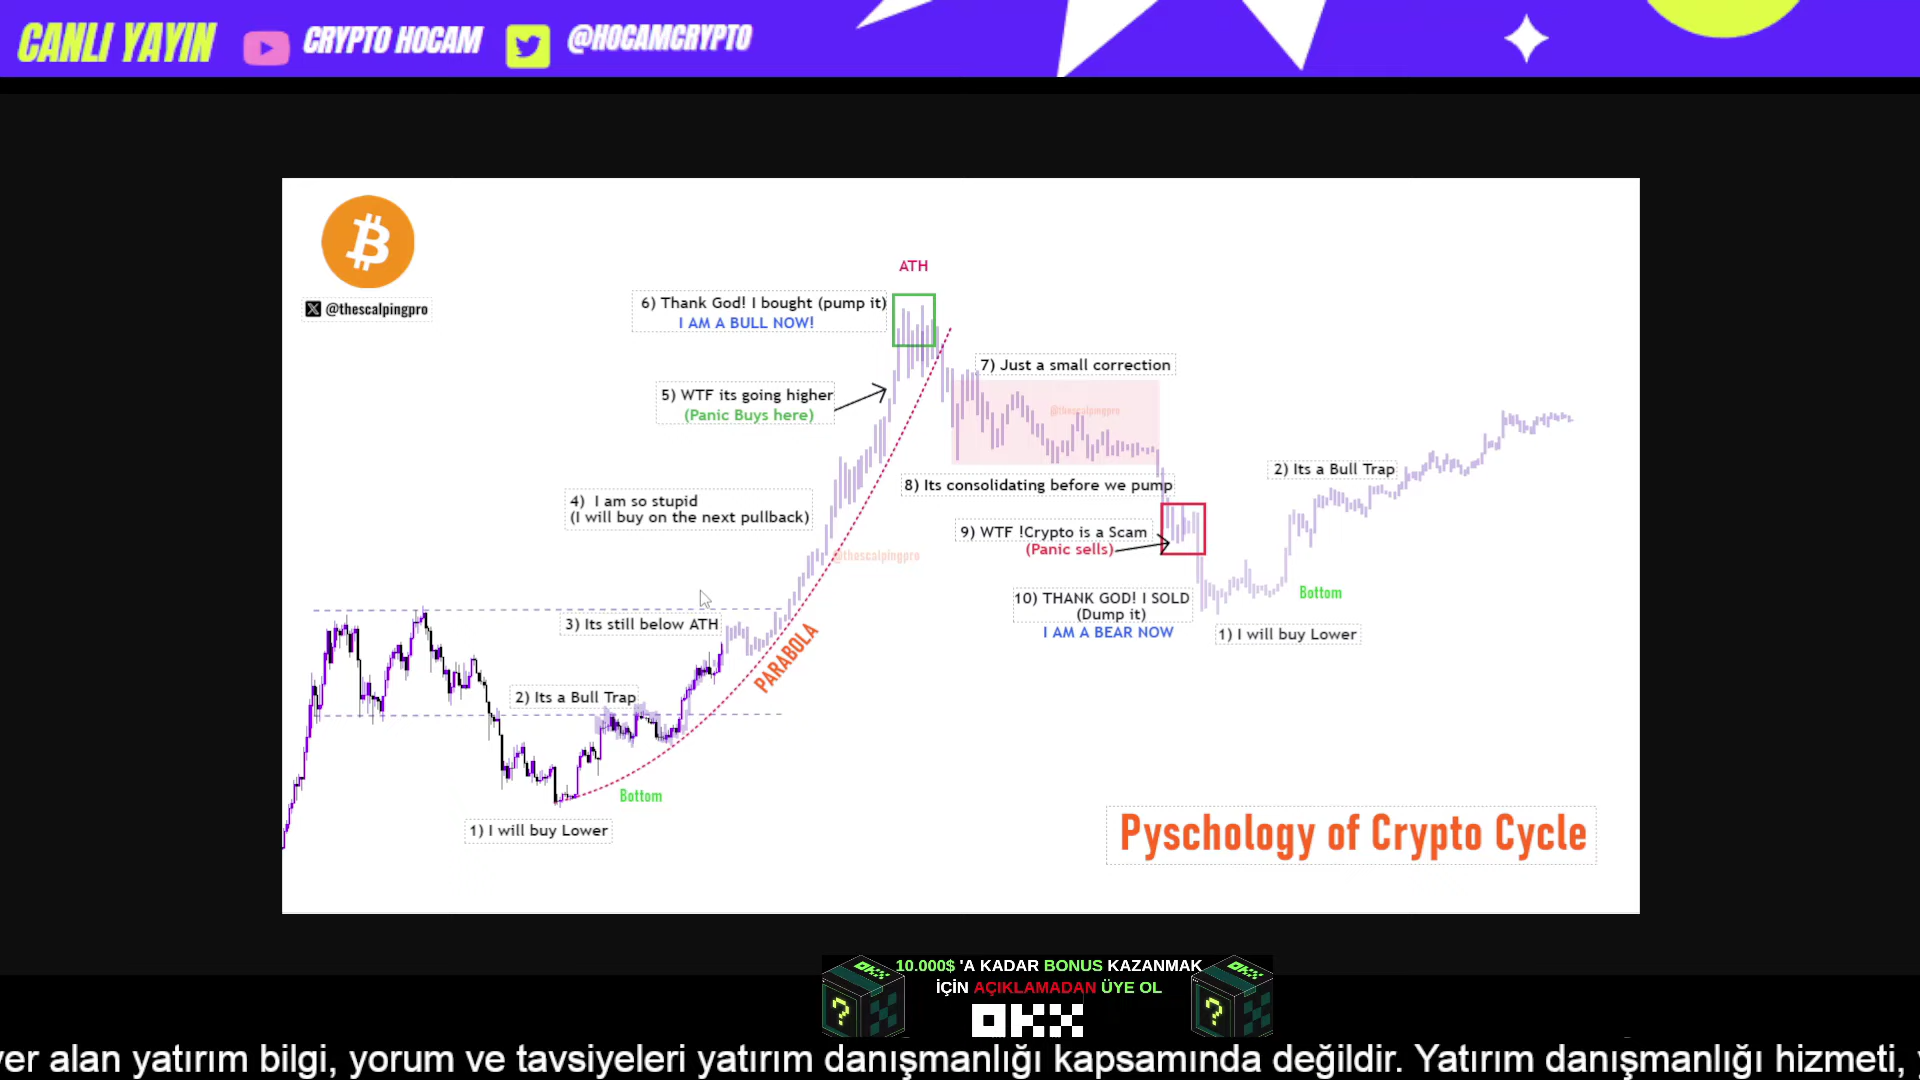 CANLI YAYIN
CRYPTO HOCAM
@HOCAMCRYPTO
@thescalpingpro
ATH
6) Thank God! I bought (pump it)
I AM A BULL NOW!
7) Just a small correction
5) WTF its going higher
(Panic Buys here)
@thescalpingpro
2) Its a Bull Trap
8) Its consolidating before we pump
4) I am so stupid
(I will buy on the next pullback)
9) WTF !Crypto is a Scam
(Panic sells)
@thescalpingpro
Bottom
10) THANK GOD! I SOLD
(Dump it)
I AM A BEAR NOW
1) I will buy Lower
3) Its still below ATH
PARABOLA
2) Its a Bull Trap
Bottom
1) I will buy Lower
Pyschology of Crypto Cycle
10.000$ 'A KADAR BONUS KAZANMAK
İÇİN AÇIKLAMADAN ÜYE OL
OKX
yer alan yatırım bilgi, yorum ve tavsiyeleri yatırım danışmanlığı kapsamında değildir. Yatırım danışmanlığı hizmeti,